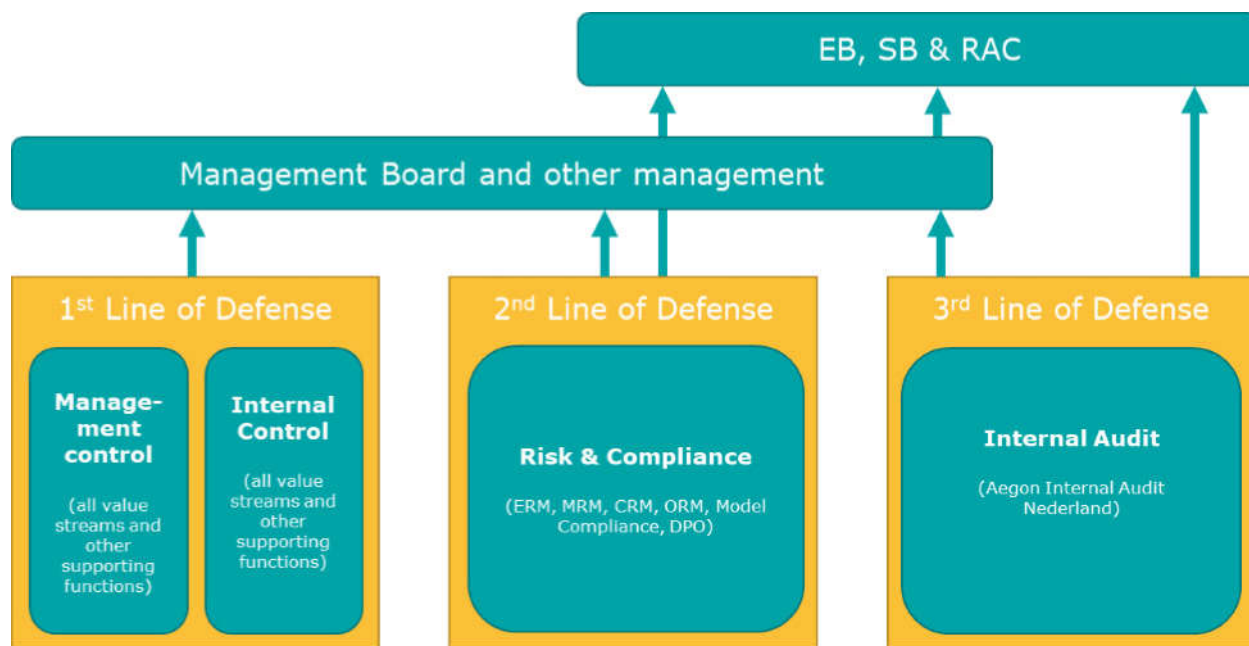 EB, SB & RAC
Management Board and other management
1st Line of Defense
Manage-
ment
control
(all value
streams and
other
supporting
functions)
Internal
Control
(all value
streams and
other
supporting
functions)
2nd Line of Defense
Risk & Compliance
(ERM, MRM, CRM, ORM, Model
Compliance, DPO)
3rd Line of Defense
Internal Audit
(Aegon Internal Audit
Nederland)